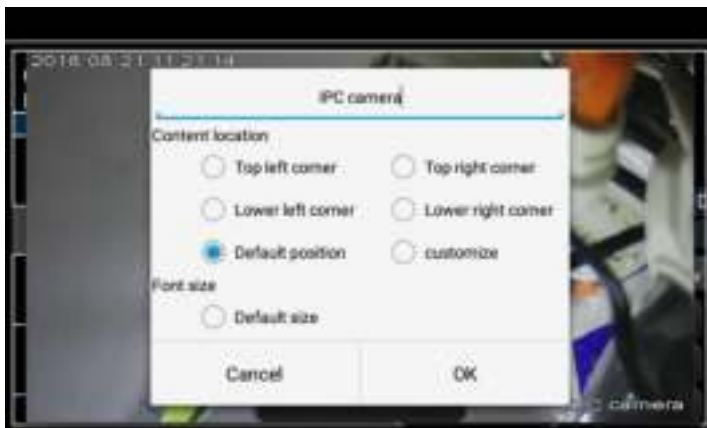 2016 08 21 11:21:14
IPC camera
Content location
Top left corner
Top right corner
Lower left corner
Lower right corner
Default position
customize
Font size
Default size
Cancel
OK
camera